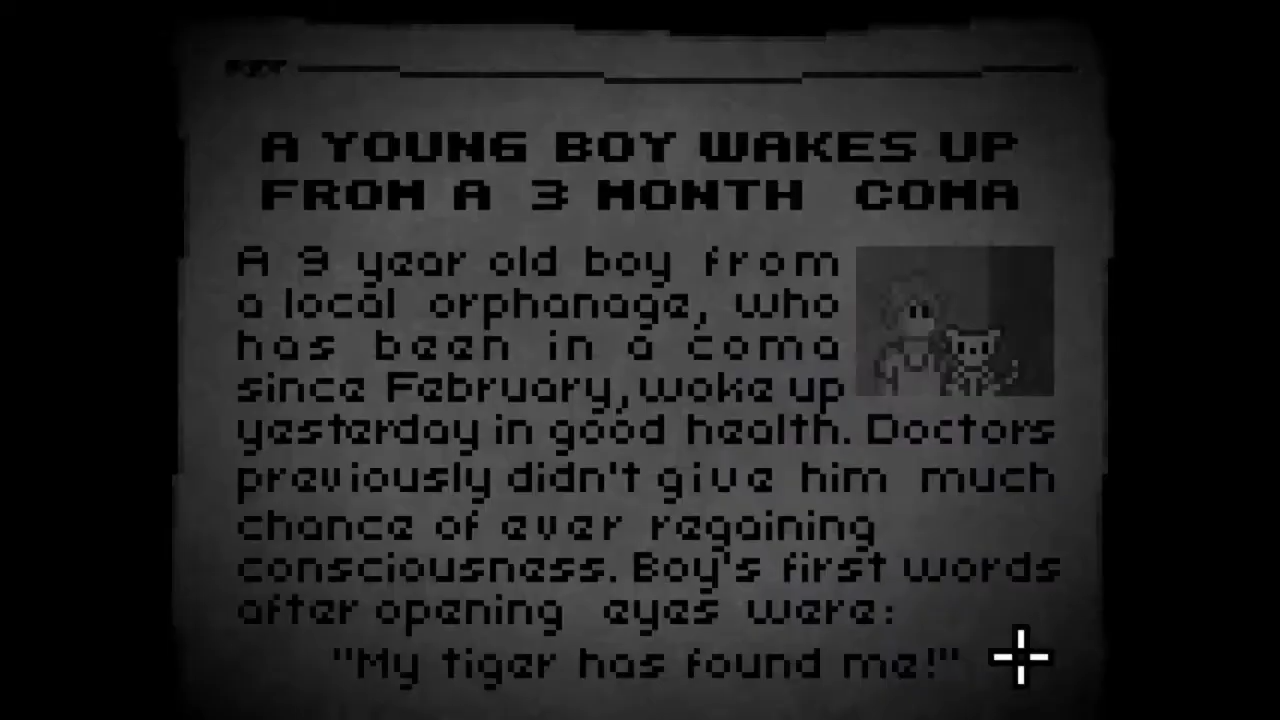 A YOUNG BOY WAKES UP
FROM A 3 MONTH COMA
A 9 year old boy from
a local orphanage, who
has been in a coma
since February, woke up
yesterday in good health. Doctors
previously didn't give him much
chance of ever regaining
consciousness. Boy's first words
after opening eyes were:
"My tiger has found me!"